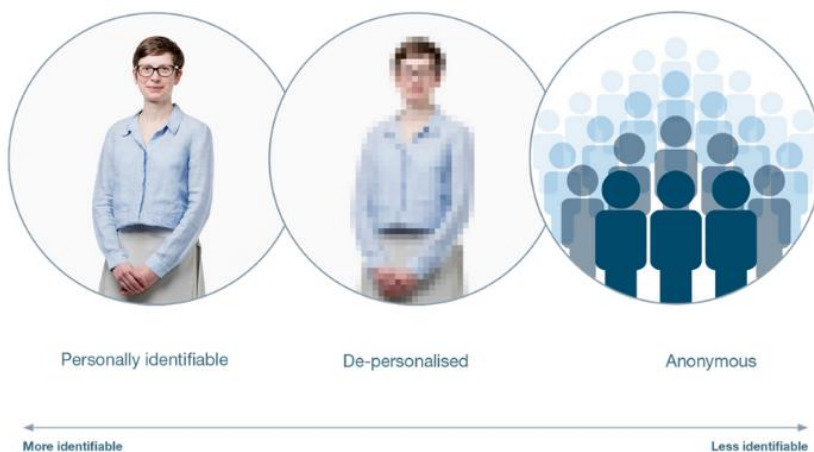 Personally identifiable
De-personalised
Anonymous
More identifiable
Less identifiable